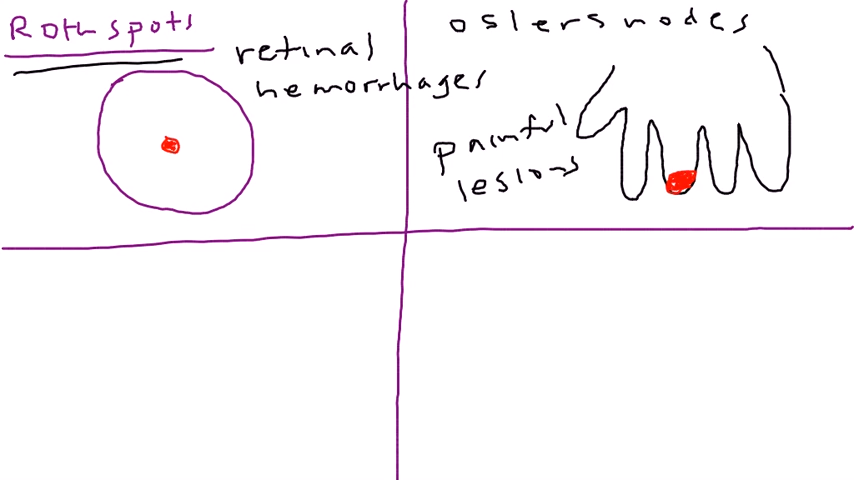 Roth spots
retinal
hemorrhages
oslers nodes
painful
lesions